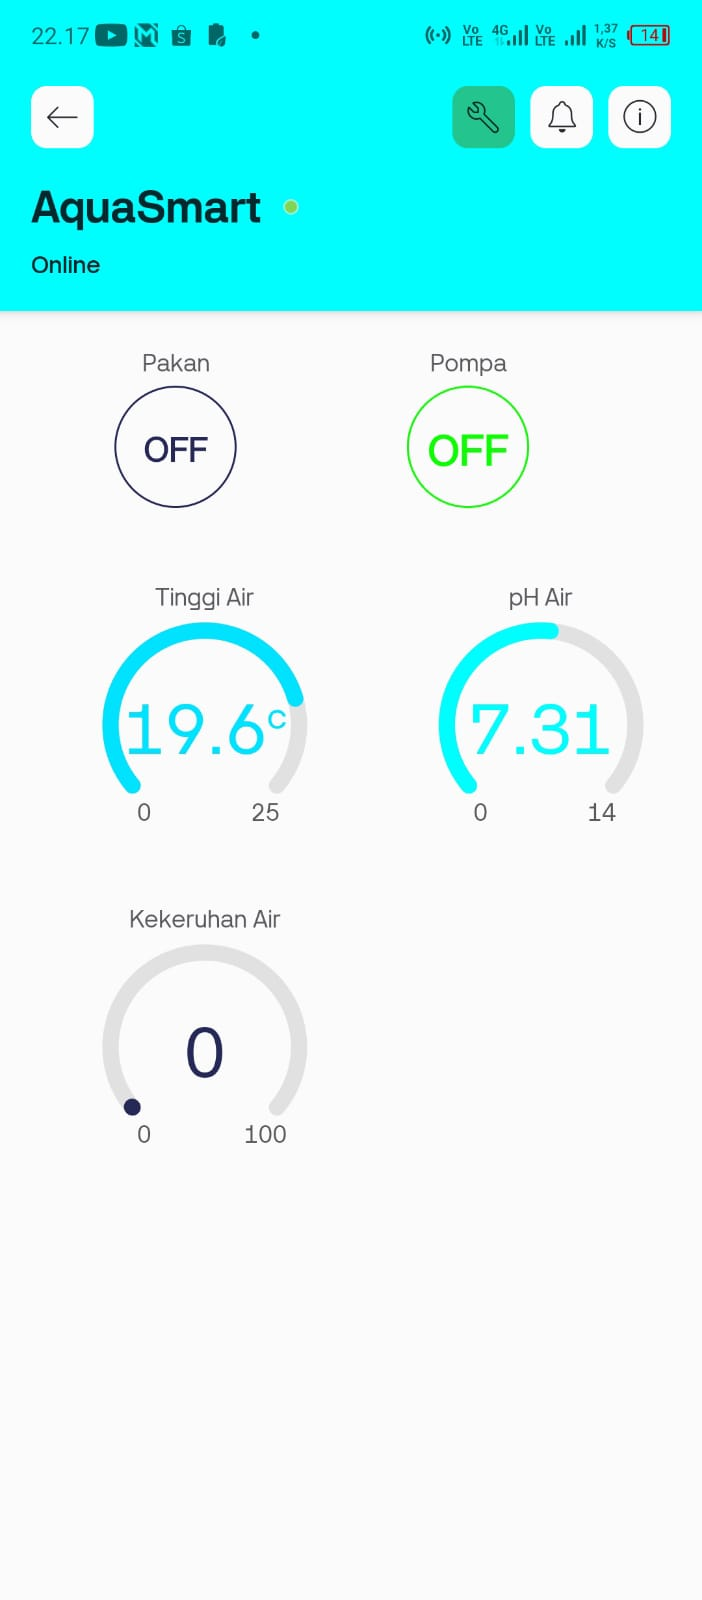 22.17 Vo LTE 4G Vo LTE 1,37 K/S 14
AquaSmart
Online
Pakan Pompa
OFF OFF
Tinggi Air pH Air
19.6c 7.31
0 25 0 14
Kekeruhan Air
0
0 100